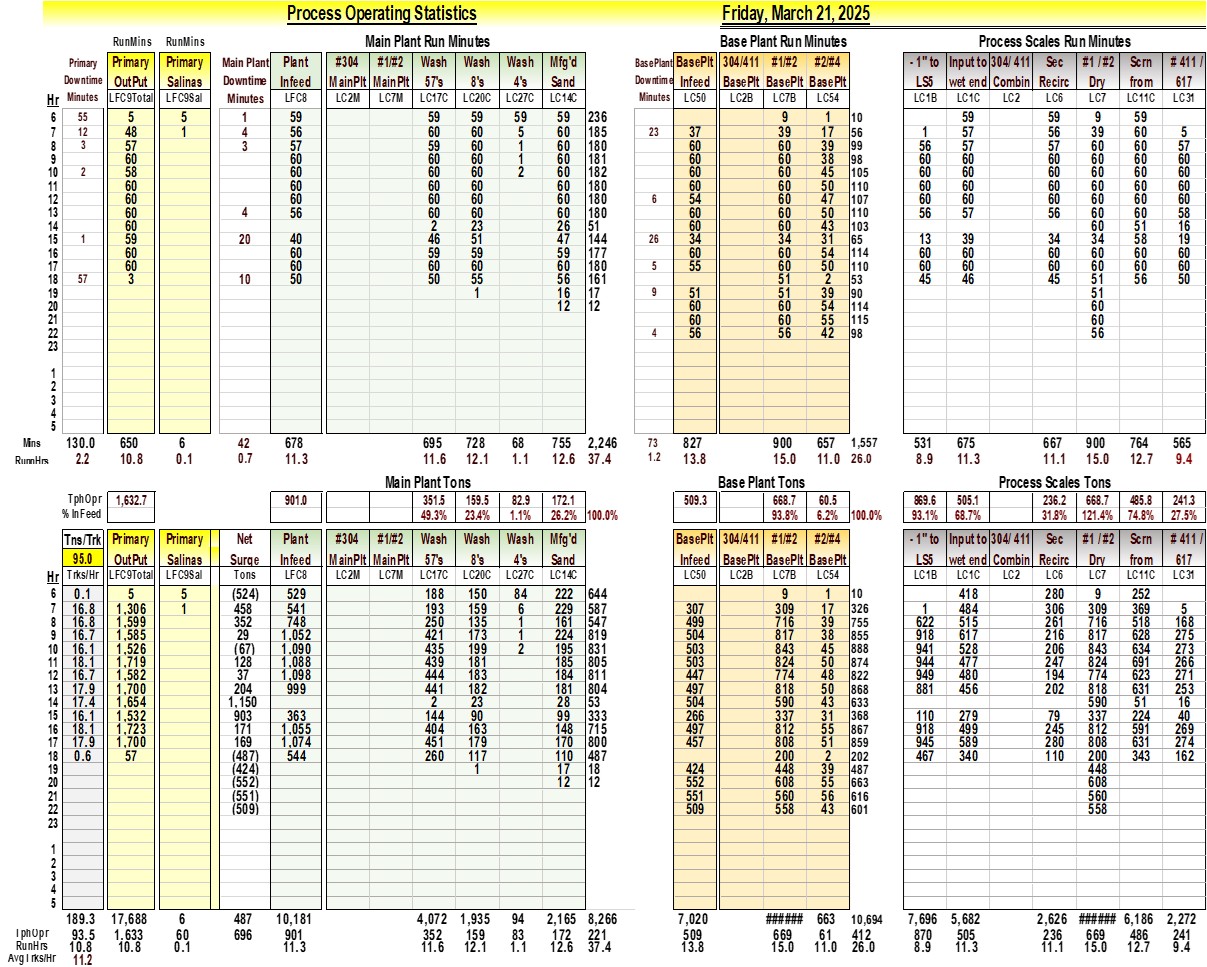 Process Operating Statistics Friday, March 21, 2025
RunMins RunMins Main Plant Run Minutes Base Plant Run Minutes Process Scales Run Minutes
Primary Primary Primary Main Plant Plant #304 #1/#2 Wash Wash Wash Mfg'd BasePlant BasePlt 304/411 #1/#2 #2/#4 - 1" to Input to 304/ 411 Sec #1 / #2 Scrn # 411 /
Downtime OutPut Salinas Downtime Infeed MainPlt MainPlt 57's 8's 4's Sand Downtime Infeed BasePlt BasePlt BasePlt LS5 wet end Combin Recirc Dry from 617
Hr Minutes LFC9Total LFC9Sal Minutes LFC8 LC2M LC7M LC17C LC20C LC27C LC14C Minutes LC50 LC2B LC7B LC54 LC1B LC1C LC2 LC6 LC7 LC11C LC31
6 55 5 5 1 59 59 59 59 59 236 9 1 10 59 59 9 59
7 12 48 1 4 56 60 60 5 60 185 23 37 39 17 56 1 57 56 39 60 5
8 3 57 3 57 59 60 1 60 180 60 60 39 99 56 57 57 60 60 57
9 60 60 60 60 1 60 181 60 60 38 98 60 60 60 60 60 60
10 2 58 60 60 60 2 60 182 60 60 45 105 60 60 60 60 60 60
11 60 60 60 60 60 180 60 60 50 110 60 60 60 60 60 60
12 60 60 60 60 60 180 6 54 60 47 107 60 60 60 60 60 60
13 60 4 56 60 60 60 180 60 60 50 110 56 57 56 60 60 58
14 60 2 23 26 51 60 60 43 103 60 51 16
15 1 59 20 40 46 51 47 144 26 34 34 31 65 13 39 34 34 58 19
16 60 60 59 59 59 177 60 60 54 114 60 60 60 60 60 60
17 60 60 60 60 60 180 5 55 60 50 110 60 60 60 60 60 60
18 57 3 10 50 50 55 56 161 51 2 53 45 46 45 51 56 50
19 1 16 17 9 51 51 39 90 51
20 12 12 60 60 54 114 60
21 60 60 55 115 60
22 4 56 56 42 98 56
23
1
2
3
4
5
Mins 130.0 650 6 42 678 695 728 68 755 2,246 73 827 900 657 1,557 531 675 667 900 764 565
RunnHrs 2.2 10.8 0.1 0.7 11.3 11.6 12.1 1.1 12.6 37.4 1.2 13.8 15.0 11.0 26.0 8.9 11.3 11.1 15.0 12.7 9.4
Main Plant Tons Base Plant Tons Process Scales Tons
TphOpr 1,632.7 901.0 351.5 159.5 82.9 172.1 509.3 668.7 60.5 869.6 505.1 236.2 668.7 485.8 241.3
% InFeed 49.3% 23.4% 1.1% 26.2% 100.0% 93.8% 6.2% 100.0% 93.1% 68.7% 31.8% 121.4% 74.8% 27.5%
Tns/Trk Primary Primary Net Plant #304 #1/#2 Wash Wash Wash Mfg'd BasePlt 304/411 #1/#2 #2/#4 - 1" to Input to 304/ 411 Sec #1 / #2 Scrn # 411 /
95.0 OutPut Salinas Surge Infeed MainPlt MainPlt 57's 8's 4's Sand Infeed BasePlt BasePlt BasePlt LS5 wet end Combin Recirc Dry from 617
Hr Trks/Hr LFC9Total LFC9Sal Tons LFC8 LC2M LC7M LC17C LC20C LC27C LC14C LC50 LC2B LC7B LC54 LC1B LC1C LC2 LC6 LC7 LC11C LC31
6 0.1 5 5 (524) 529 188 150 84 222 644 9 1 10 418 280 9 252
7 16.8 1,306 1 458 541 193 159 6 229 587 307 309 17 326 1 484 306 309 369 5
8 16.8 1,599 352 748 250 135 1 161 547 499 716 39 755 622 515 261 716 518 168
9 16.7 1,585 29 1,052 421 173 1 224 819 504 817 38 855 918 617 216 817 628 275
10 16.1 1,526 (67) 1,090 435 199 2 195 831 503 843 45 888 941 528 206 843 634 273
11 18.1 1,719 128 1,088 439 181 185 805 503 824 50 874 944 477 247 824 691 266
12 16.7 1,582 37 1,098 444 183 184 811 447 774 48 822 949 480 194 774 623 271
13 17.9 1,700 204 999 441 182 181 804 497 818 50 868 881 456 202 818 631 253
14 17.4 1,654 1,150 2 23 28 53 504 590 43 633 590 51 16
15 16.1 1,532 903 363 144 90 99 333 266 337 31 368 110 279 79 337 224 40
16 18.1 1,723 171 1,055 404 163 148 715 497 812 55 867 918 499 245 812 591 269
17 17.9 1,700 169 1,074 451 179 170 800 457 808 51 859 945 589 280 808 631 274
18 0.6 57 (487) 544 260 117 110 487 200 2 202 467 340 110 200 343 162
19 (424) 1 17 18 424 448 39 487 448
20 (552) 12 12 552 608 55 663 608
21 (551) 551 560 56 616 560
22 (509) 509 558 43 601 558
23
1
2
3
4
5
189.3 17,688 6 487 10,181 4,072 1,935 94 2,165 8,266 7,020 ###### 663 10,694 7,696 5,682 2,626 ###### 6,186 2,272
TphOpr 93.5 1,633 60 696 901 352 159 83 172 221 509 669 61 412 870 505 236 669 486 241
RunHrs 10.8 10.8 0.1 11.3 11.6 12.1 1.1 12.6 37.4 13.8 15.0 11.0 26.0 8.9 11.3 11.1 15.0 12.7 9.4
AvgTrks/Hr 11.2